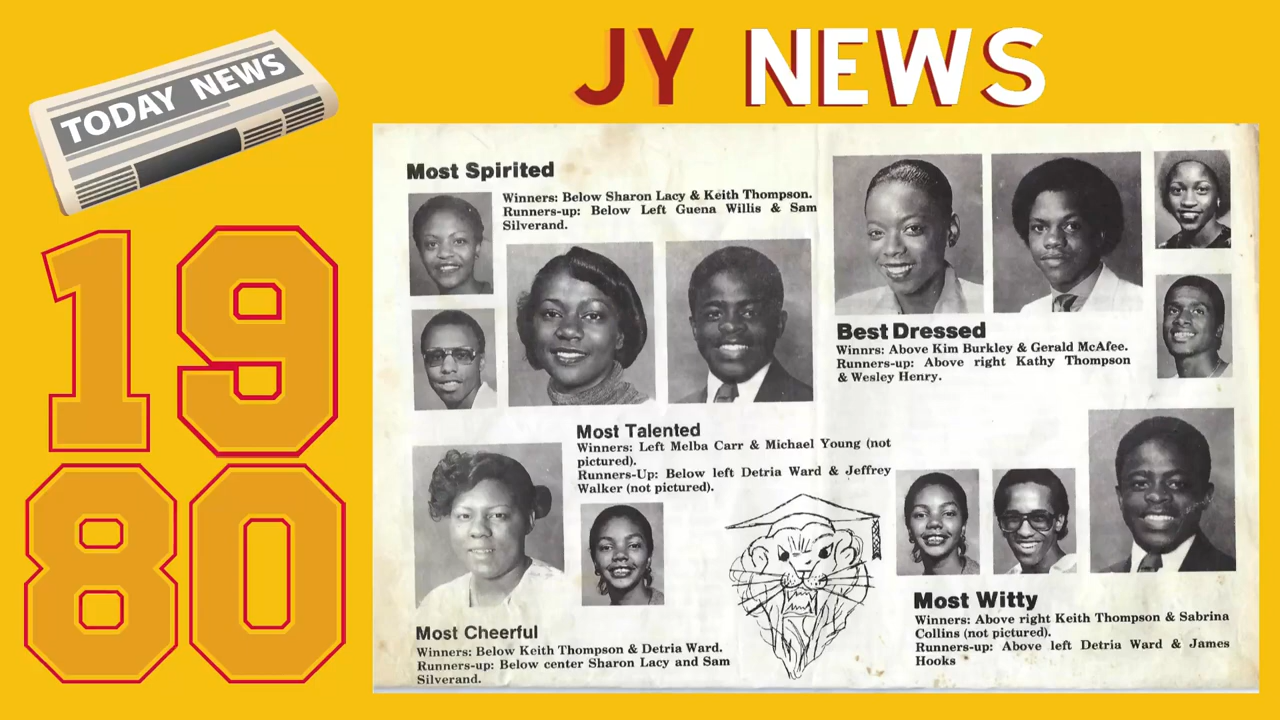 TODAY NEWS
JY NEWS
19
80
Most Spirited
Winners: Below Sharon Lacy & Keith Thompson.
Runners-up: Below Left Guena Willis & Sam
Silverand.
Best Dressed
Winnrs: Above Kim Burkley & Gerald McAfee.
Runners-up: Above right Kathy Thompson
& Wesley Henry.
Most Talented
Winners: Left Melba Carr & Michael Young (not
pictured).
Runners-Up: Below left Detria Ward & Jeffrey
Walker (not pictured).
Most Cheerful
Winners: Below Keith Thompson & Detria Ward.
Runners-up: Below center Sharon Lacy and Sam
Silverand.
Most Witty
Winners: Above right Keith Thompson & Sabrina
Collins (not pictured).
Runners-up: Above left Detria Ward & James
Hooks